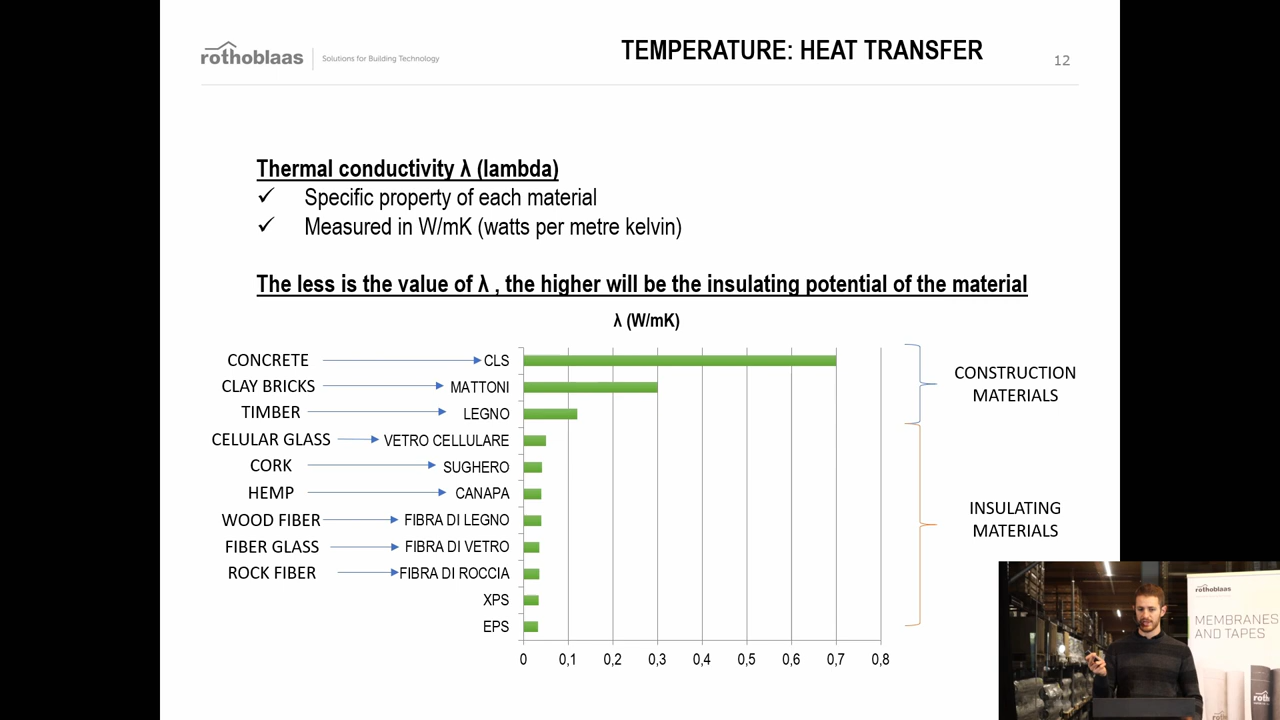 rothoblaas
Solutions for Building Technology
TEMPERATURE: HEAT TRANSFER
12
Thermal conductivity λ (lambda)
✓ Specific property of each material
✓ Measured in W/mK (watts per metre kelvin)
The less is the value of λ , the higher will be the insulating potential of the material
λ (W/mK)
CONCRETE CLS
CLAY BRICKS MATTONI
TIMBER LEGNO
CELULAR GLASS VETRO CELLULARE
CORK SUGHERO
HEMP CANAPA
WOOD FIBER FIBRA DI LEGNO
FIBER GLASS FIBRA DI VETRO
ROCK FIBER FIBRA DI ROCCIA
XPS
EPS
0 0,1 0,2 0,3 0,4 0,5 0,6 0,7 0,8
CONSTRUCTION
MATERIALS
INSULATING
MATERIALS
rothoblaas
MEMBRANES
AND TAPES
roth